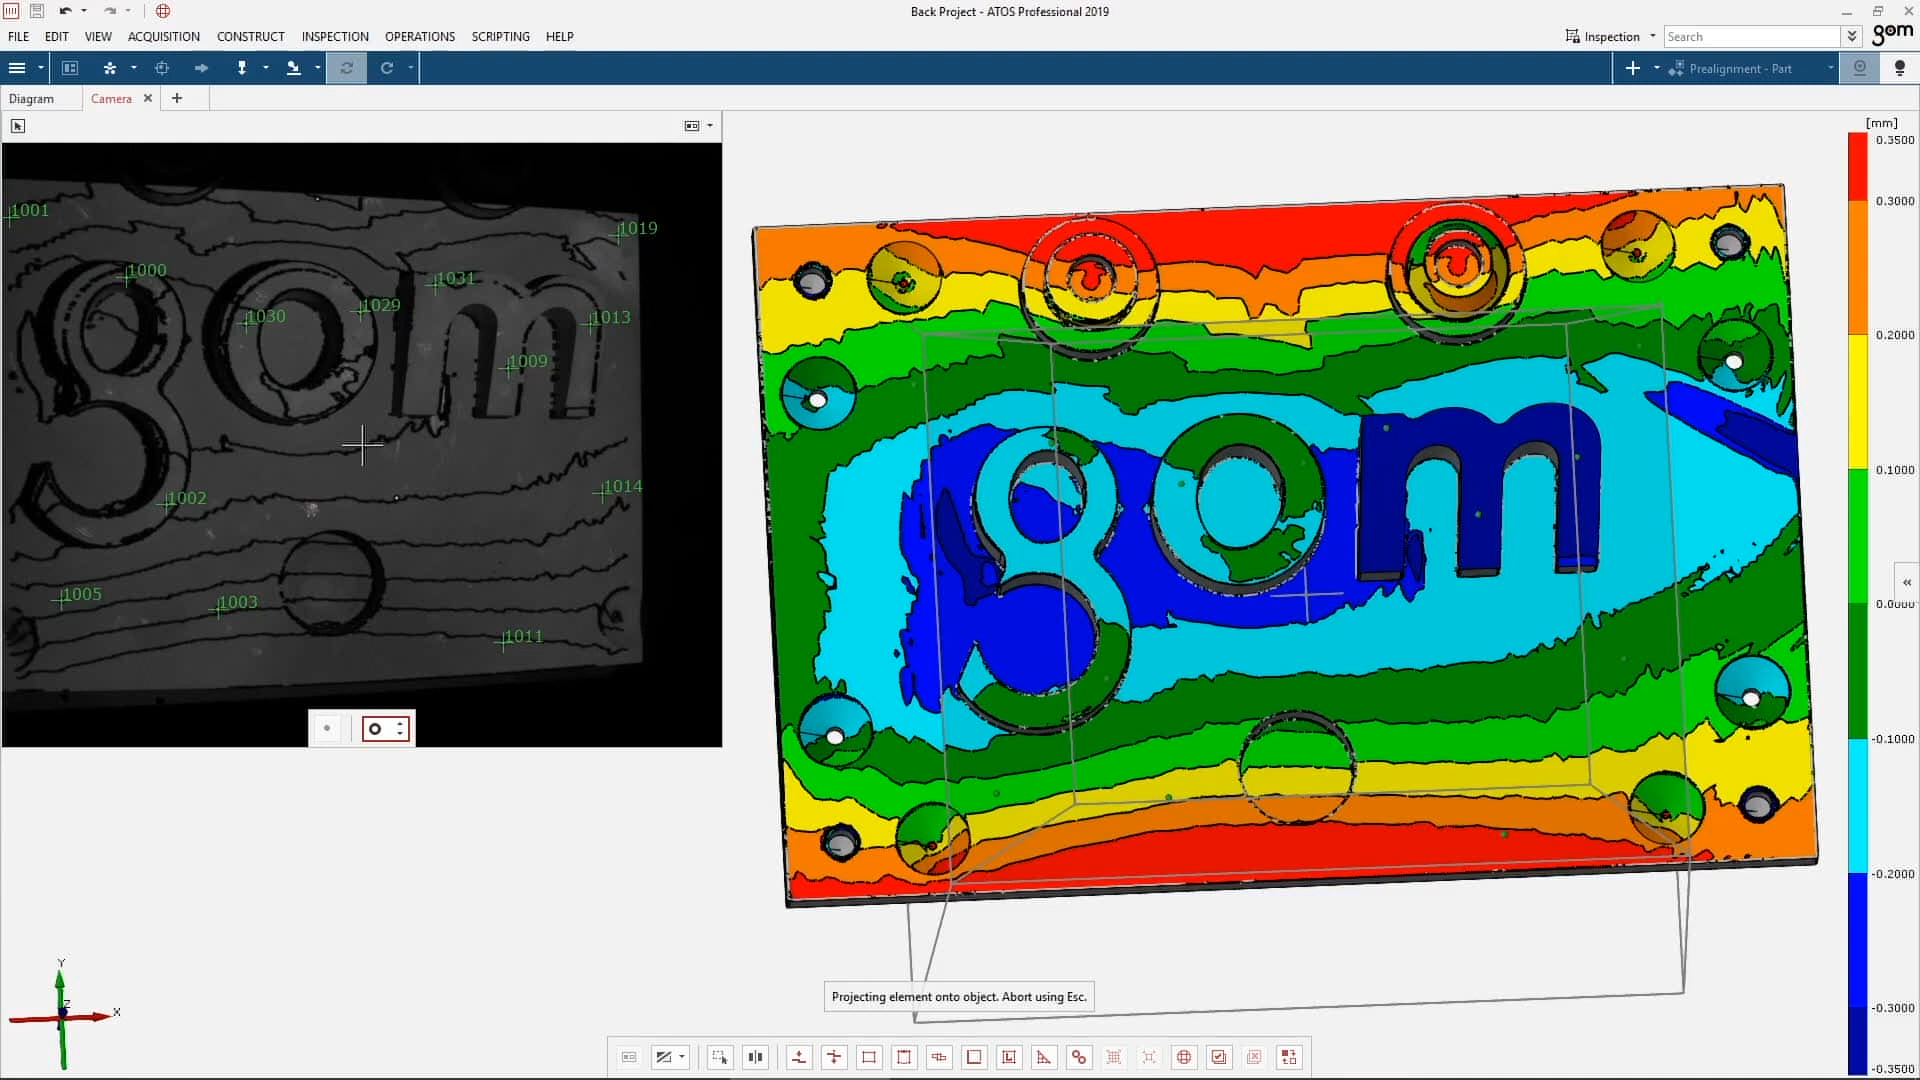 Back Project - ATOS Professional 2019
FILE EDIT VIEW ACQUISITION CONSTRUCT INSPECTION OPERATIONS SCRIPTING HELP
Inspection
Search
gom
Prealignment - Part
Diagram
Camera
[mm]
0.3500
0.3000
0.2000
0.1000
0.0000
-0.1000
-0.2000
-0.3000
-0.3500
1001
1019
1000
1031
1029
1030
1013
1009
1014
1002
1005
1003
1011
gom
gom
Projecting element onto object. Abort using Esc.
Y
Z
X